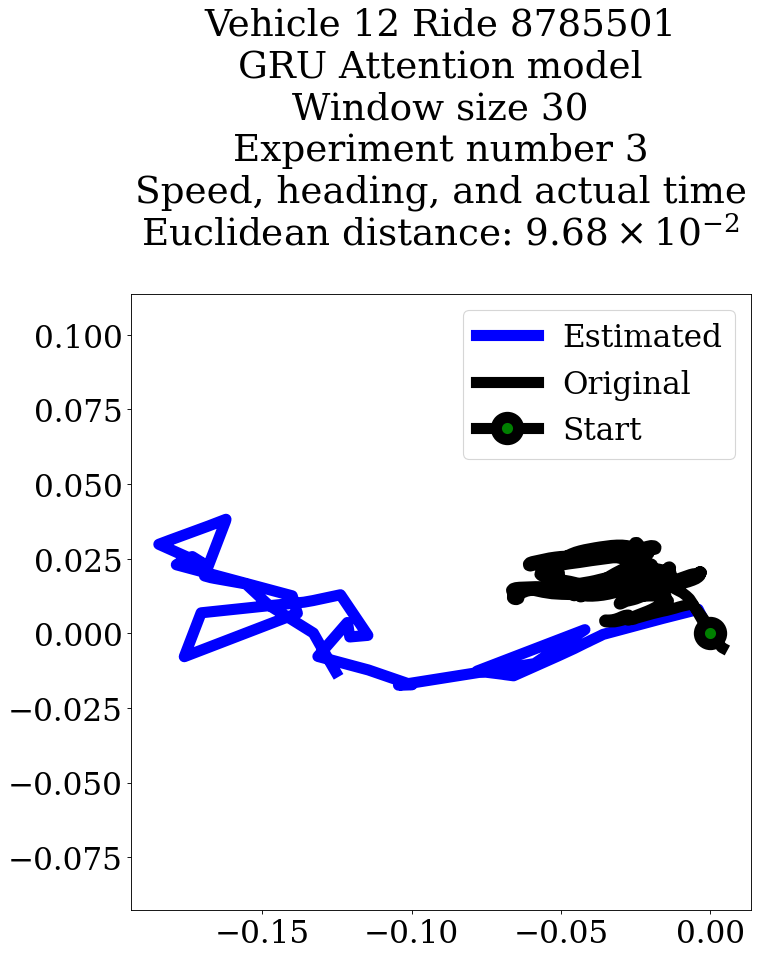 Vehicle 12 Ride 8785501
GRU Attention model
Window size 30
Experiment number 3
Speed, heading, and actual time
Euclidean distance: 9.68 × 10⁻²
Estimated
Original
Start
0.100
0.075
0.050
0.025
0.000
−0.025
−0.050
−0.075
−0.15 −0.10 −0.05 0.00